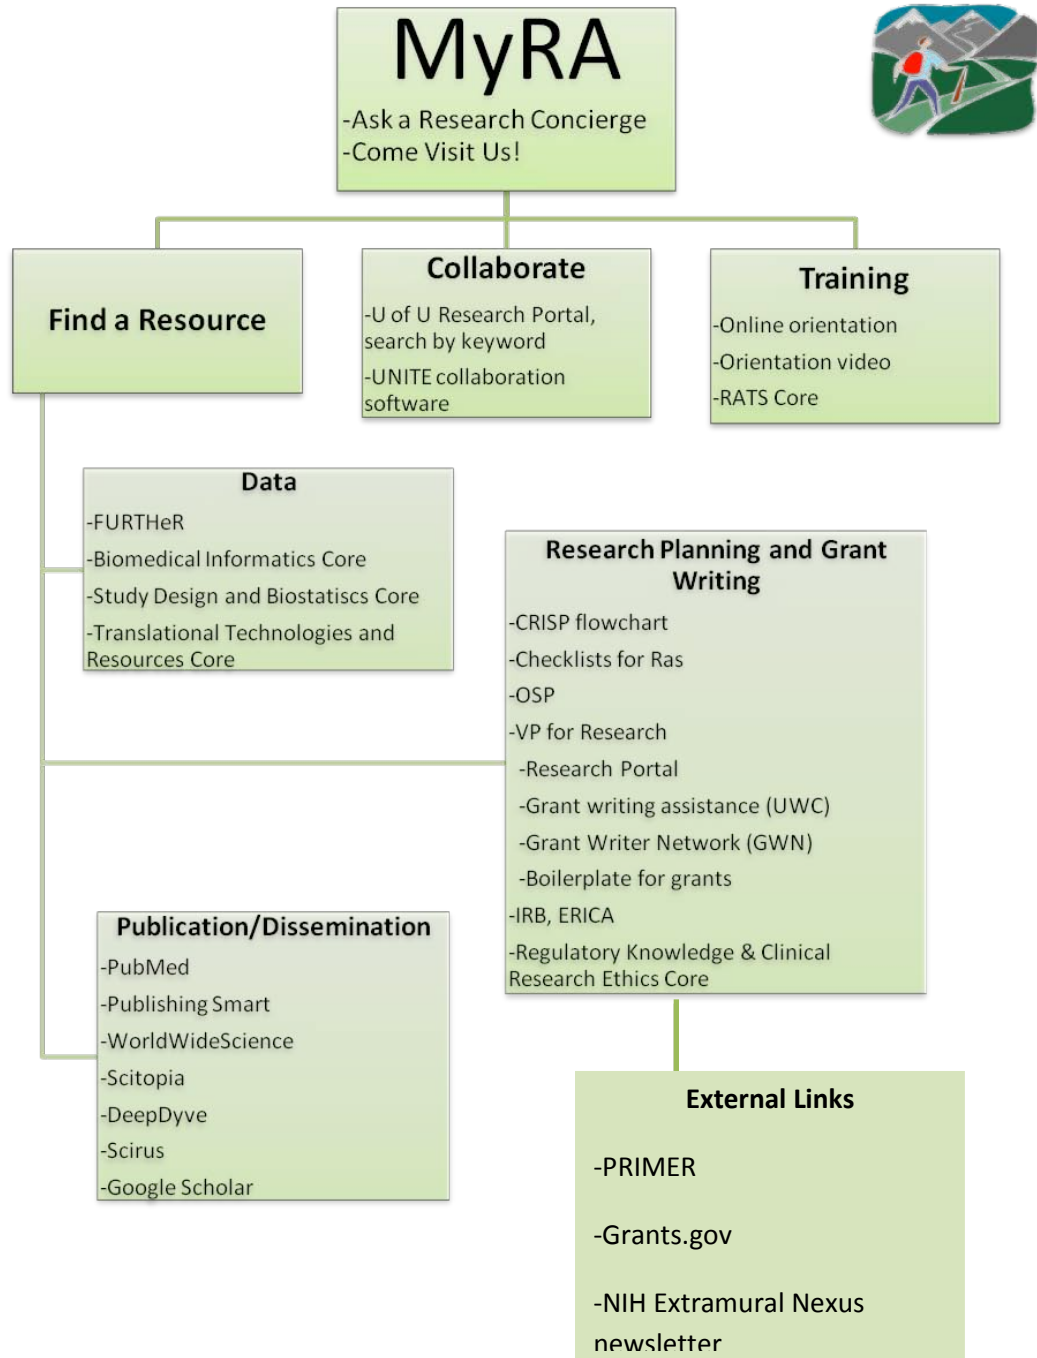 MyRA
-Ask a Research Concierge
-Come Visit Us!
Find a Resource
Collaborate
-U of U Research Portal,
search by keyword
-UNITE collaboration
software
Training
-Online orientation
-Orientation video
-RATS Core
Data
-FURTHeR
-Biomedical Informatics Core
-Study Design and Biostatiscs Core
-Translational Technologies and
Resources Core
Research Planning and Grant
Writing
-CRISP flowchart
-Checklists for Ras
-OSP
-VP for Research
-Research Portal
-Grant writing assistance (UWC)
-Grant Writer Network (GWN)
-Boilerplate for grants
-IRB, ERICA
-Regulatory Knowledge & Clinical
Research Ethics Core
Publication/Dissemination
-PubMed
-Publishing Smart
-WorldWideScience
-Scitopia
-DeepDyve
-Scirus
-Google Scholar
External Links
-PRIMER
-Grants.gov
-NIH Extramural Nexus
newsletter